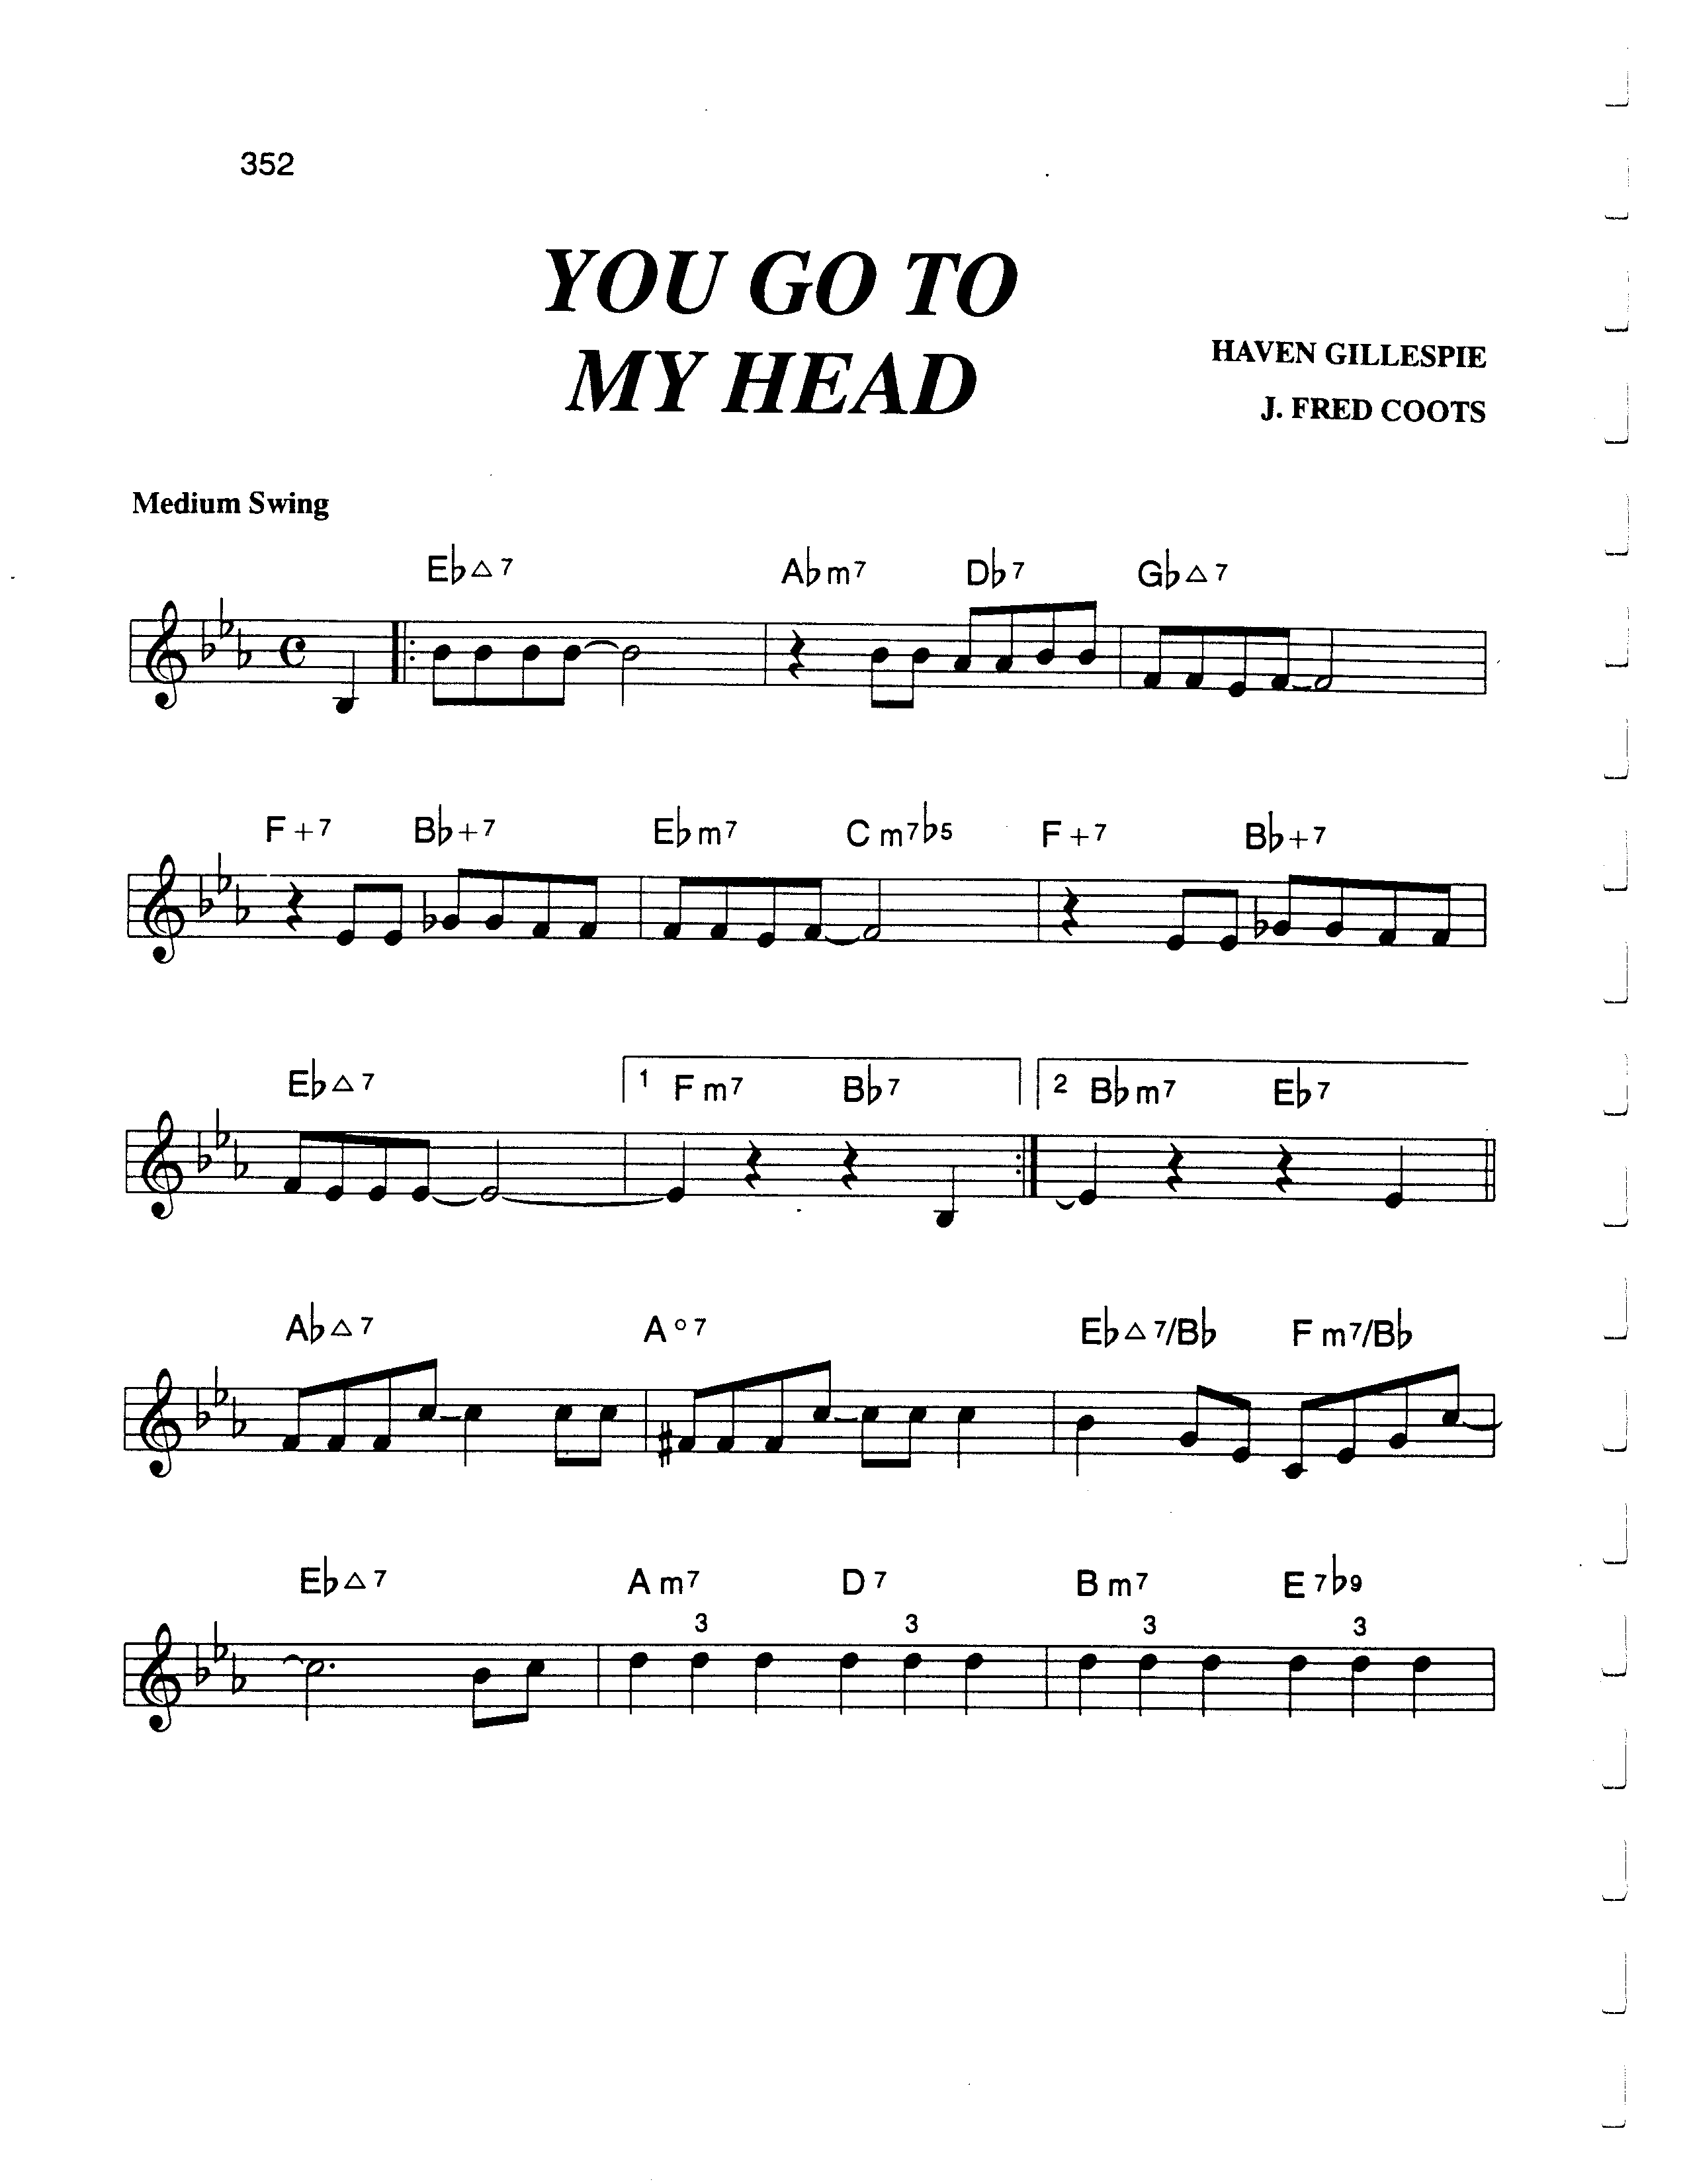 352
YOU GO TO
MY HEAD
HAVEN GILLESPIE
J. FRED COOTS
Medium Swing
E♭△7 A♭m7 D♭7 G♭△7
F+7 B♭+7 E♭m7 Cm7♭5 F+7 B♭+7
E♭△7 1 Fm7 B♭7 2 B♭m7 E♭7
A♭△7 A°7 E♭△7/B♭ Fm7/B♭
E♭△7 Am7 D7 Bm7 E7♭9
3 3 3 3